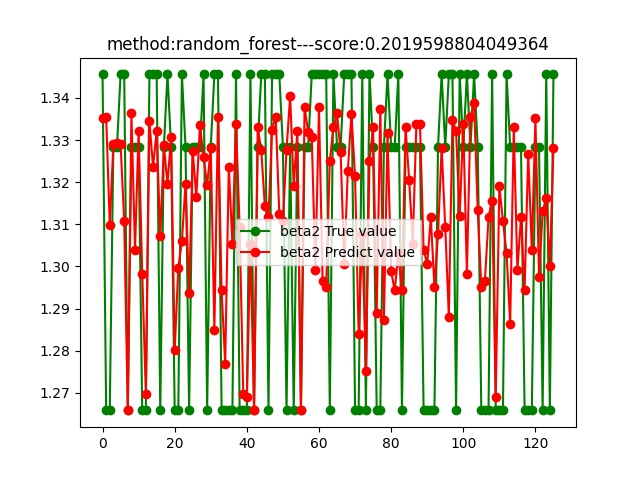 method:random_forest---score:0.2019598804049364
1.34
1.33
1.32
1.31
1.30
1.29
1.28
1.27
beta2 True value
beta2 Predict value
0 20 40 60 80 100 120